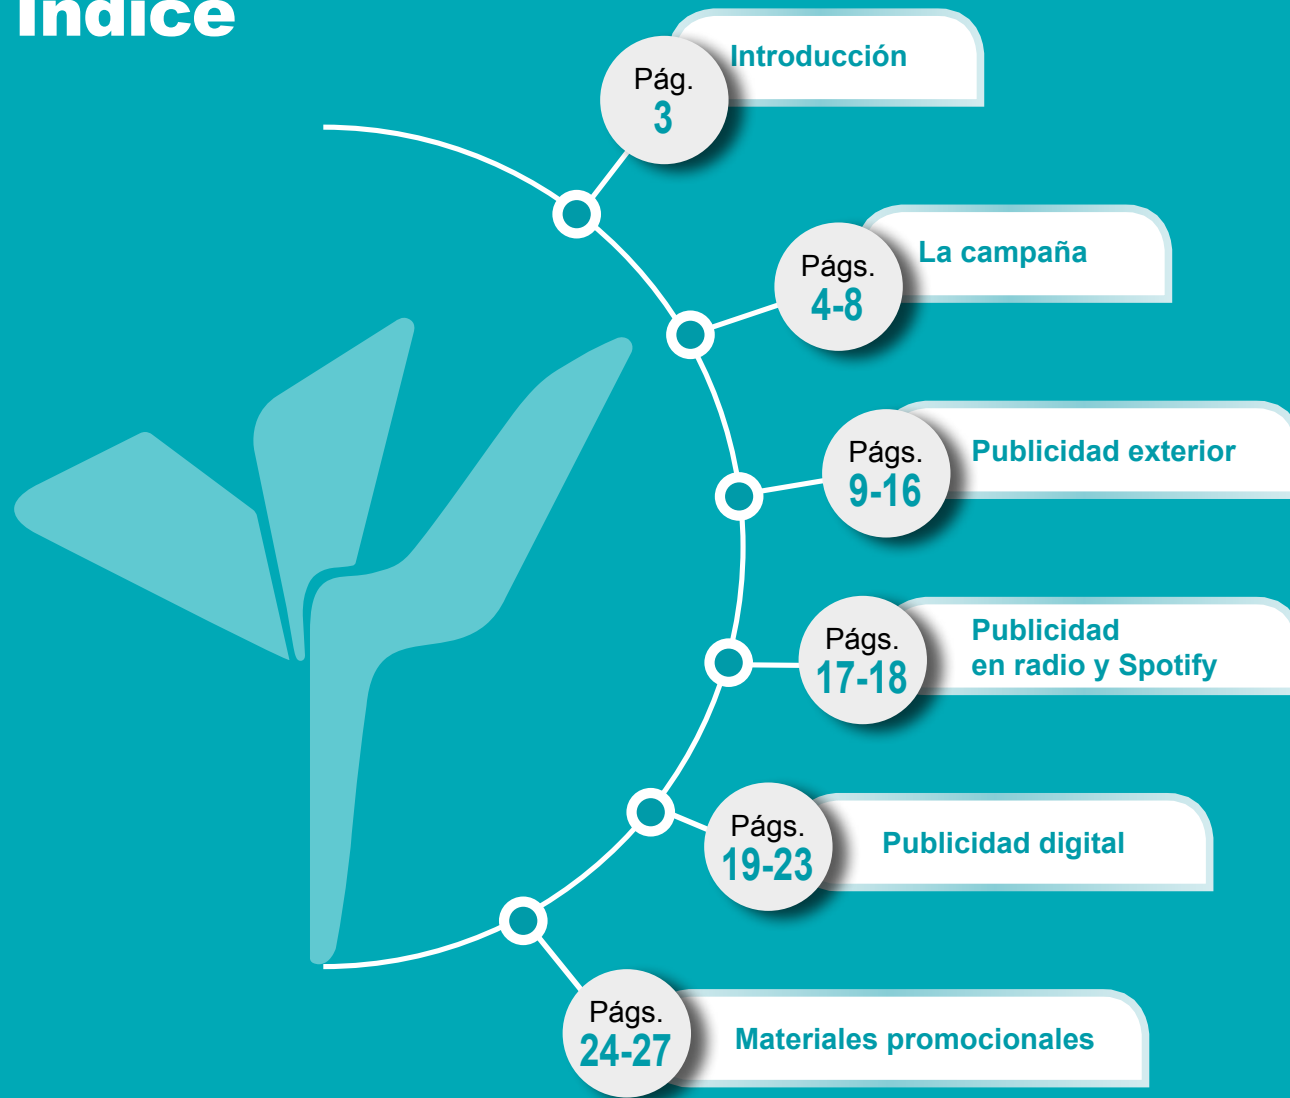 Índice
Pág.
3
Introducción
Págs.
4-8
La campaña
Págs.
9-16
Publicidad exterior
Págs.
17-18
Publicidad
en radio y Spotify
Págs.
19-23
Publicidad digital
Págs.
24-27
Materiales promocionales